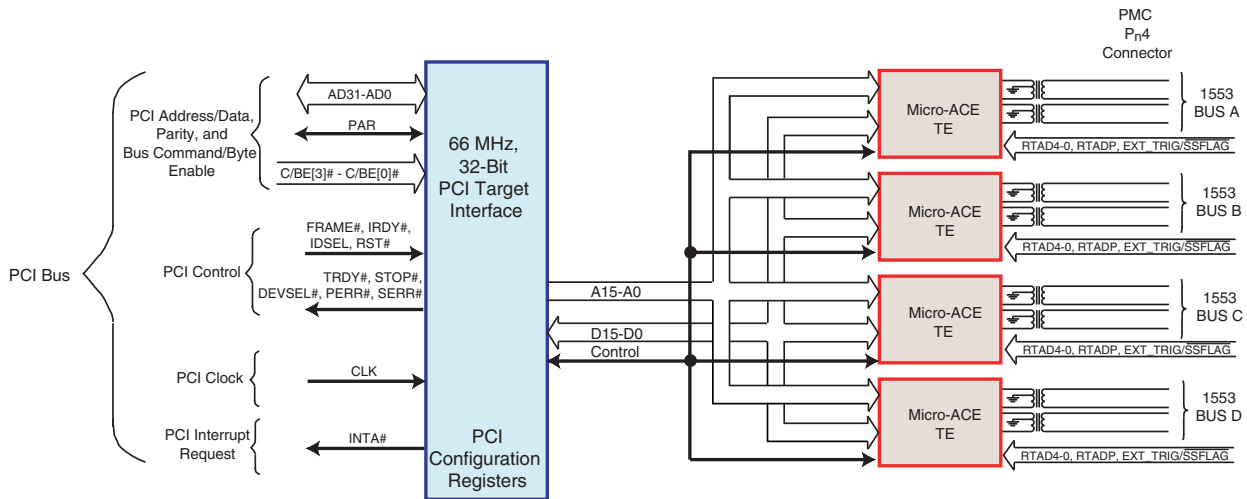 PCI Bus
PCI Address/Data,
Parity, and
Bus Command/Byte
Enable
AD31-AD0
PAR
C/BE[3]# - C/BE[0]#
PCI Control
FRAME#, IRDY#,
IDSEL, RST#
TRDY#, STOP#,
DEVSEL#, PERR#, SERR#
PCI Clock
CLK
PCI Interrupt
Request
INTA#
66 MHz,
32-Bit
PCI Target
Interface
PCI
Configuration
Registers
A15-A0
D15-D0
Control
PMC
Pn4
Connector
Micro-ACE
TE
1553
BUS A
RTAD4-0, RTADP, EXT_TRIG/SSFLAG
Micro-ACE
TE
1553
BUS B
RTAD4-0, RTADP, EXT_TRIG/SSFLAG
Micro-ACE
TE
1553
BUS C
RTAD4-0, RTADP, EXT_TRIG/SSFLAG
Micro-ACE
TE
1553
BUS D
RTAD4-0, RTADP, EXT_TRIG/SSFLAG